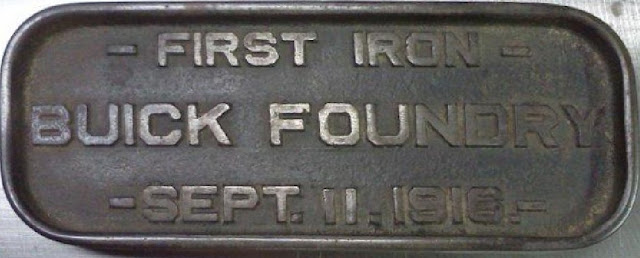 - FIRST IRON -
BUICK FOUNDRY
- SEPT. 11, 1916. -